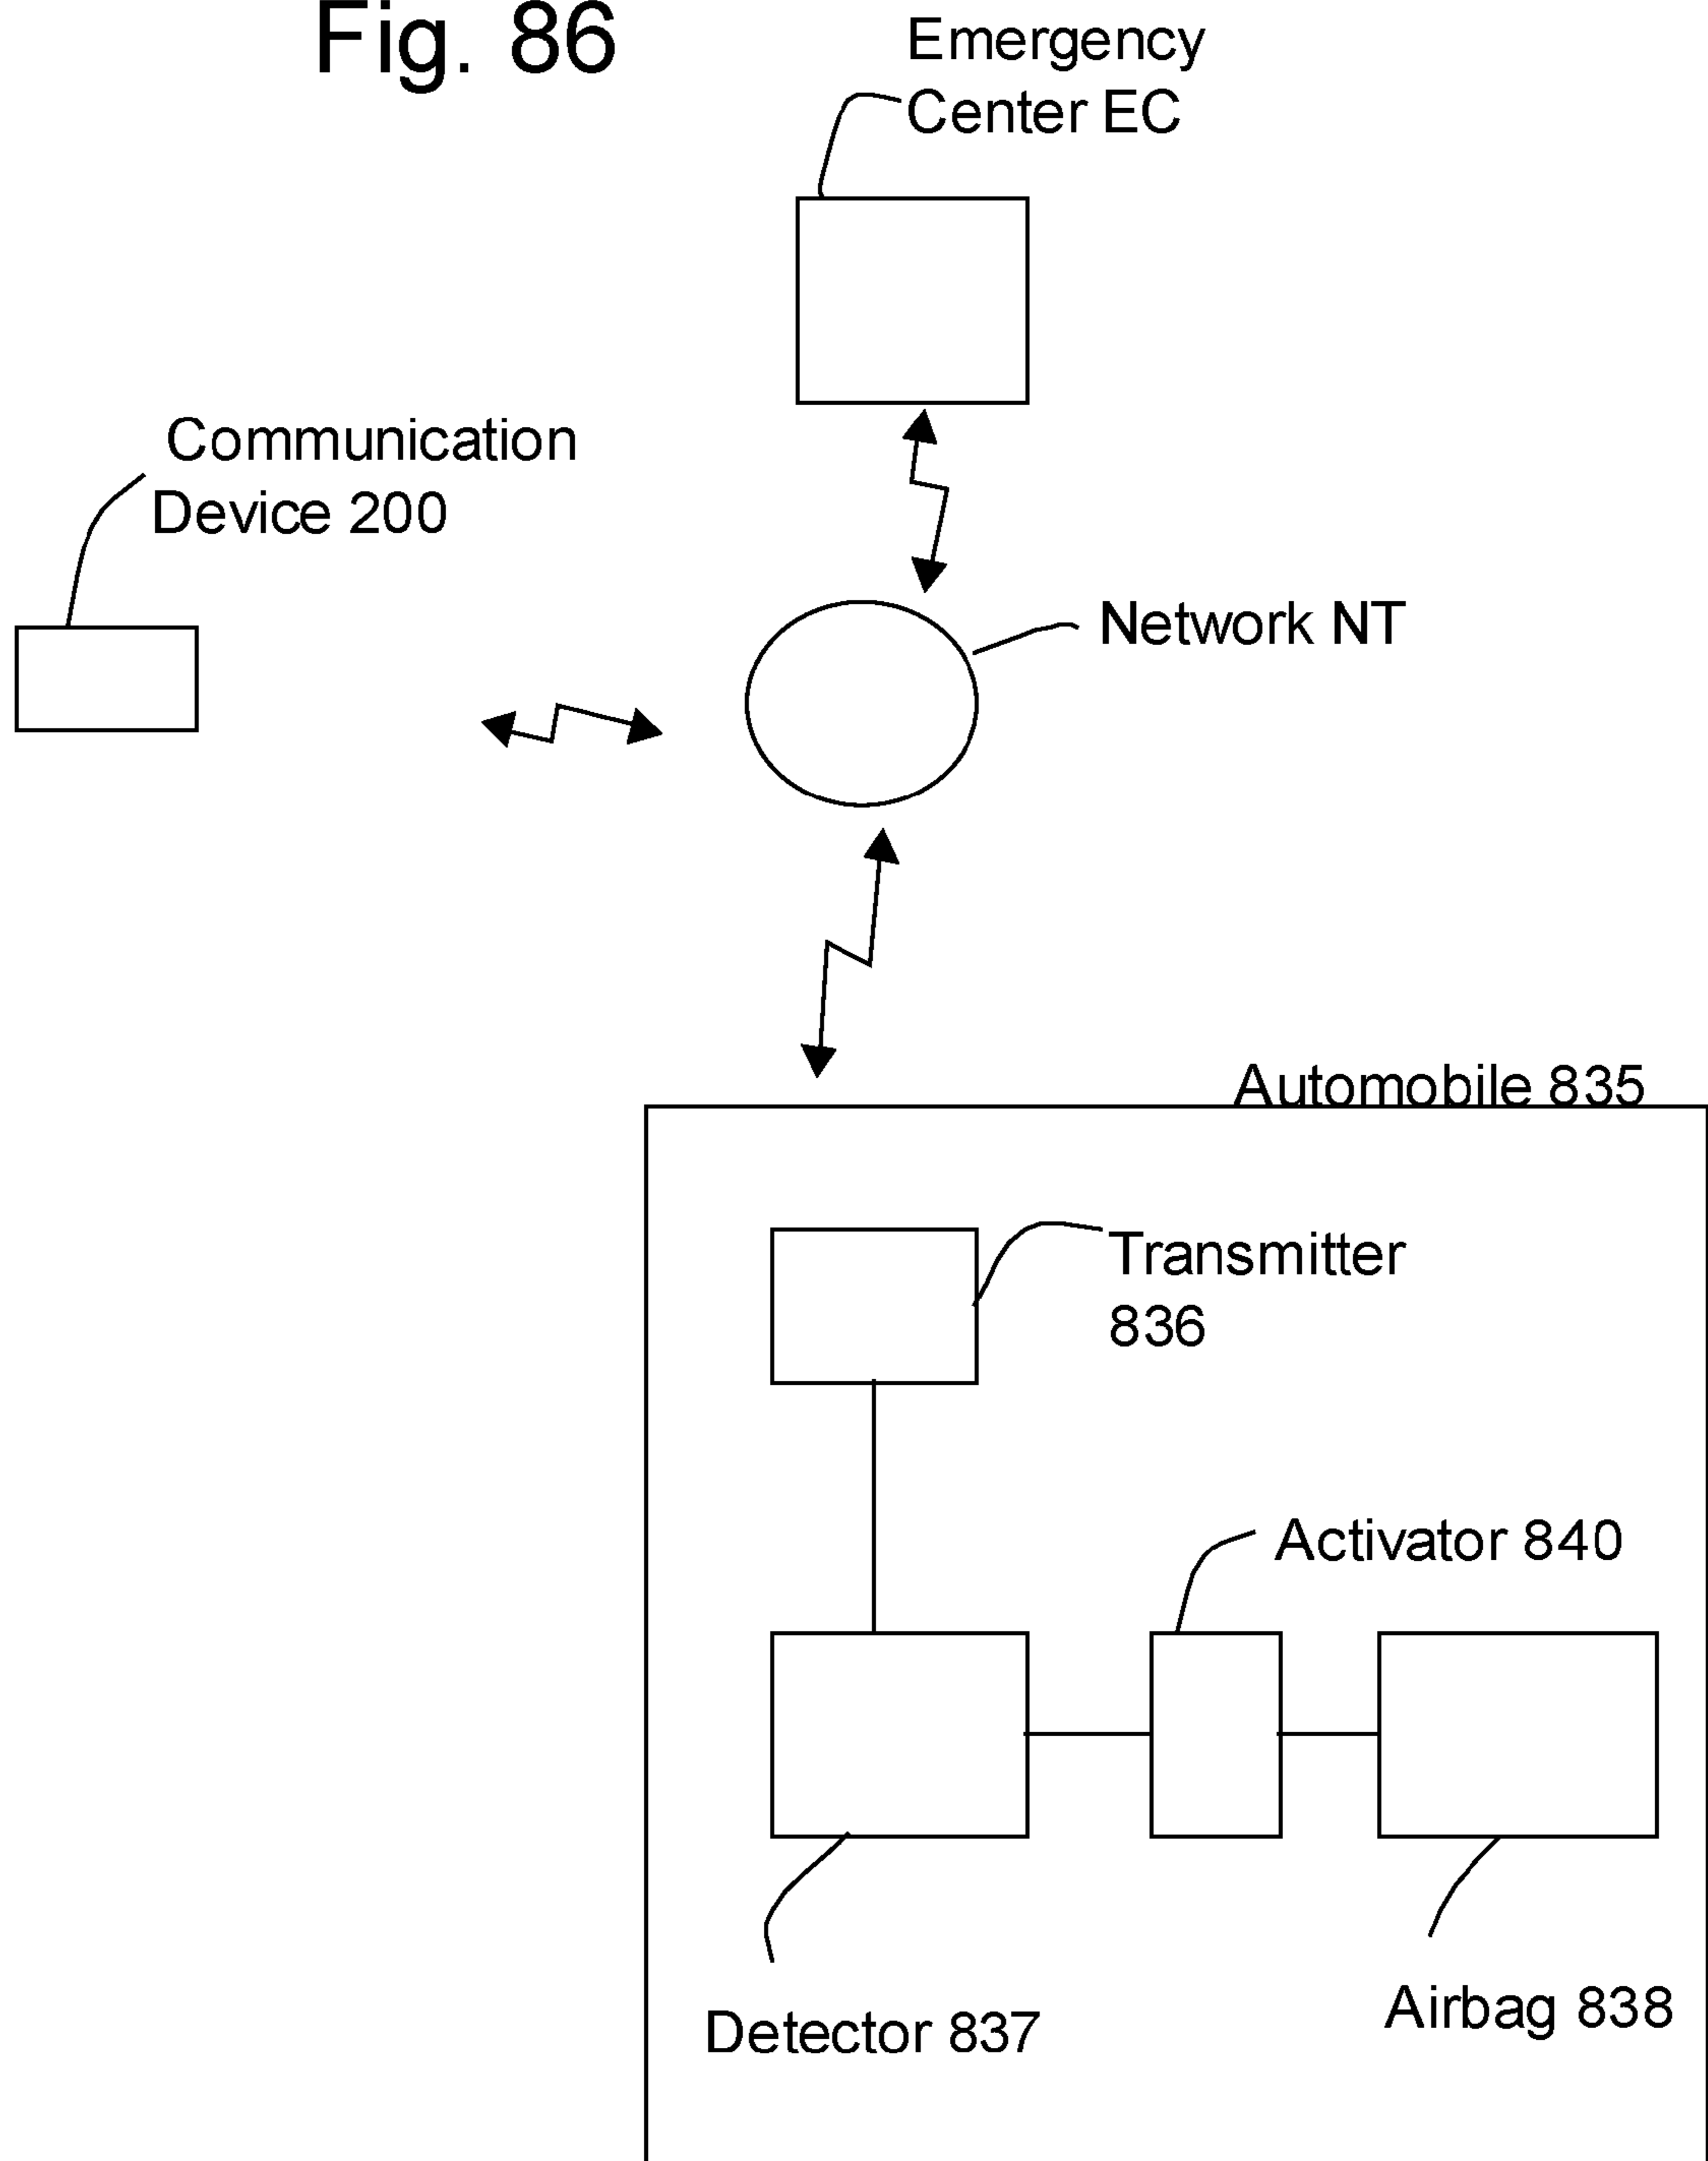 Fig. 86
Emergency
Center EC
Communication
Device 200
Network NT
Automobile 835
Transmitter
836
Activator 840
Airbag 838
Detector 837